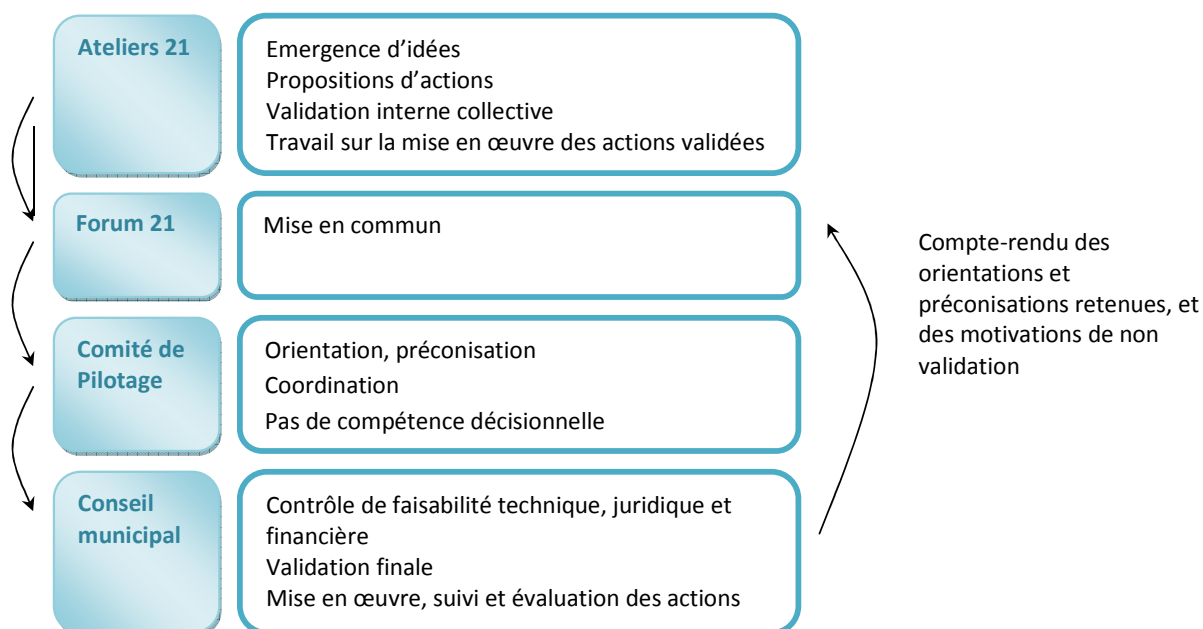 Ateliers 21
Emergence d’idées
Propositions d’actions
Validation interne collective
Travail sur la mise en œuvre des actions validées
Forum 21
Mise en commun
Compte-rendu des
orientations et
préconisations retenues, et
des motivations de non
validation
Comité de
Pilotage
Orientation, préconisation
Coordination
Pas de compétence décisionnelle
Conseil
municipal
Contrôle de faisabilité technique, juridique et
financière
Validation finale
Mise en œuvre, suivi et évaluation des actions